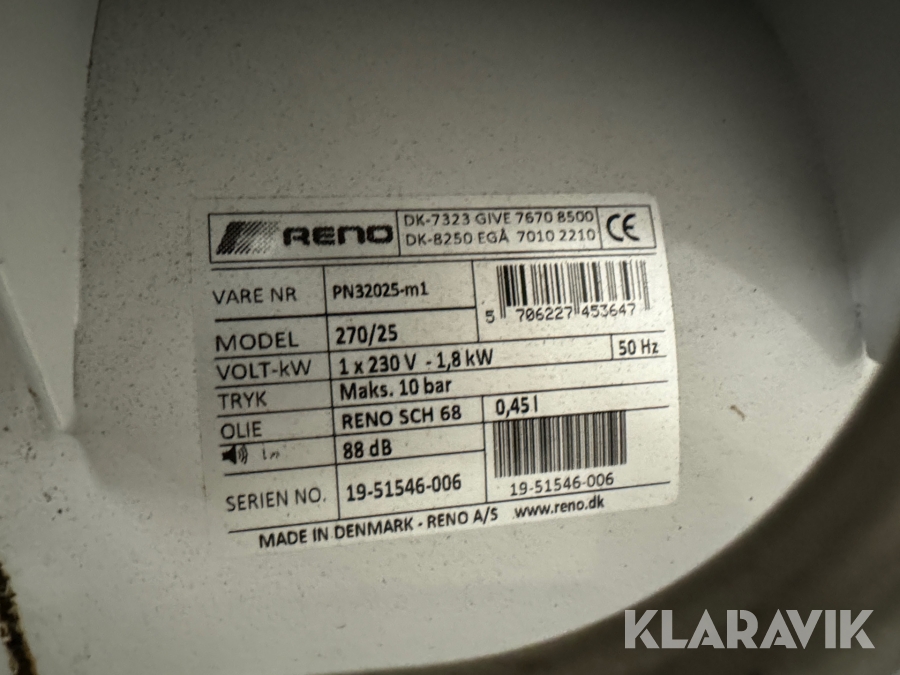 RENO
DK-7323 GIVE 7670 8500
DK-8250 EGÅ 7010 2210
CE
VARE NR PN32025-m1
5 706227 453647
MODEL 270/25
VOLT-kW 1 x 230 V - 1,8 kW 50 Hz
TRYK Maks. 10 bar
OLIE RENO SCH 68 0,45 l
88 dB
SERIEN NO. 19-51546-006
19-51546-006
MADE IN DENMARK - RENO A/S www.reno.dk
KLARAVIK